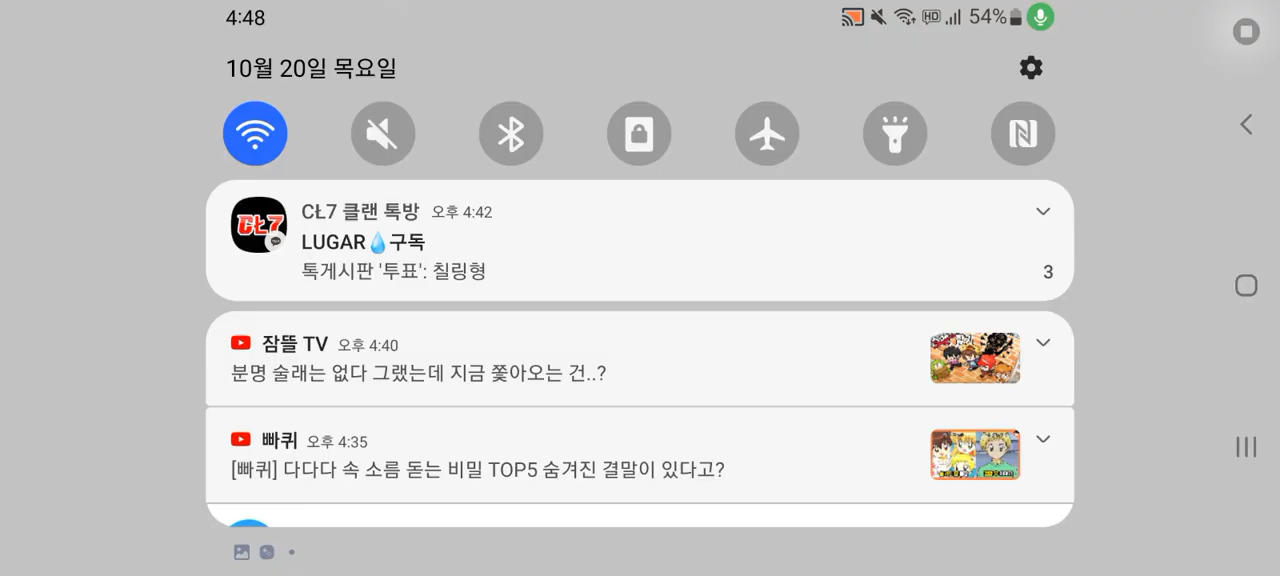 4:48
HD
54%
10월 20일 목요일
CŁ7 클랜 톡방 오후 4:42
CŁ7
LUGAR💧구독
톡게시판 '투표': 칠링형
3
잠뜰 TV 오후 4:40
분명 술래는 없다 그랬는데 지금 쫓아오는 건..?
빠퀴 오후 4:35
[빠퀴] 다다다 속 소름 돋는 비밀 TOP5 숨겨진 결말이 있다고?